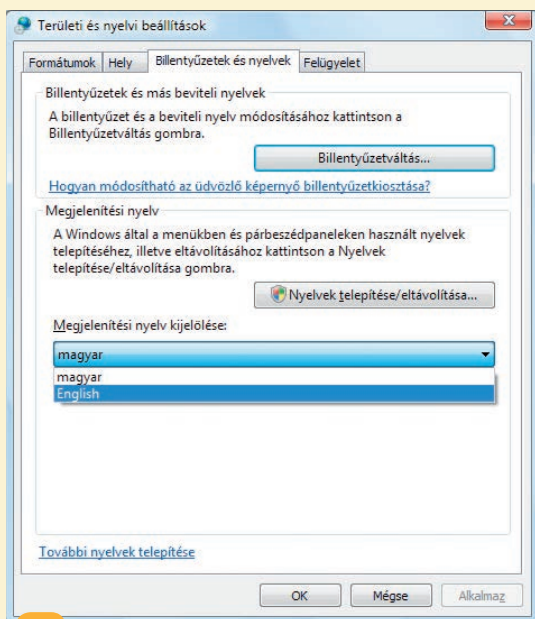 Területi és nyelvi beállítások
Formátumok Hely Billentyűzetek és nyelvek Felügyelet
Billentyűzetek és más beviteli nyelvek
A billentyűzet és a beviteli nyelv módosításához kattintson a
Billentyűzetváltás gombra.
Billentyűzetváltás...
Hogyan módosítható az üdvözlő képernyő billentyűzetkiosztása?
Megjelenítési nyelv
A Windows által a menükben és párbeszédpaneleken használt nyelvek
telepítéséhez, illetve eltávolításához kattintson a Nyelvek
telepítése/eltávolítása gombra.
Nyelvek telepítése/eltávolítása...
Megjelenítési nyelv kijelölése:
magyar
magyar
English
További nyelvek telepítése
OK Mégse Alkalmaz